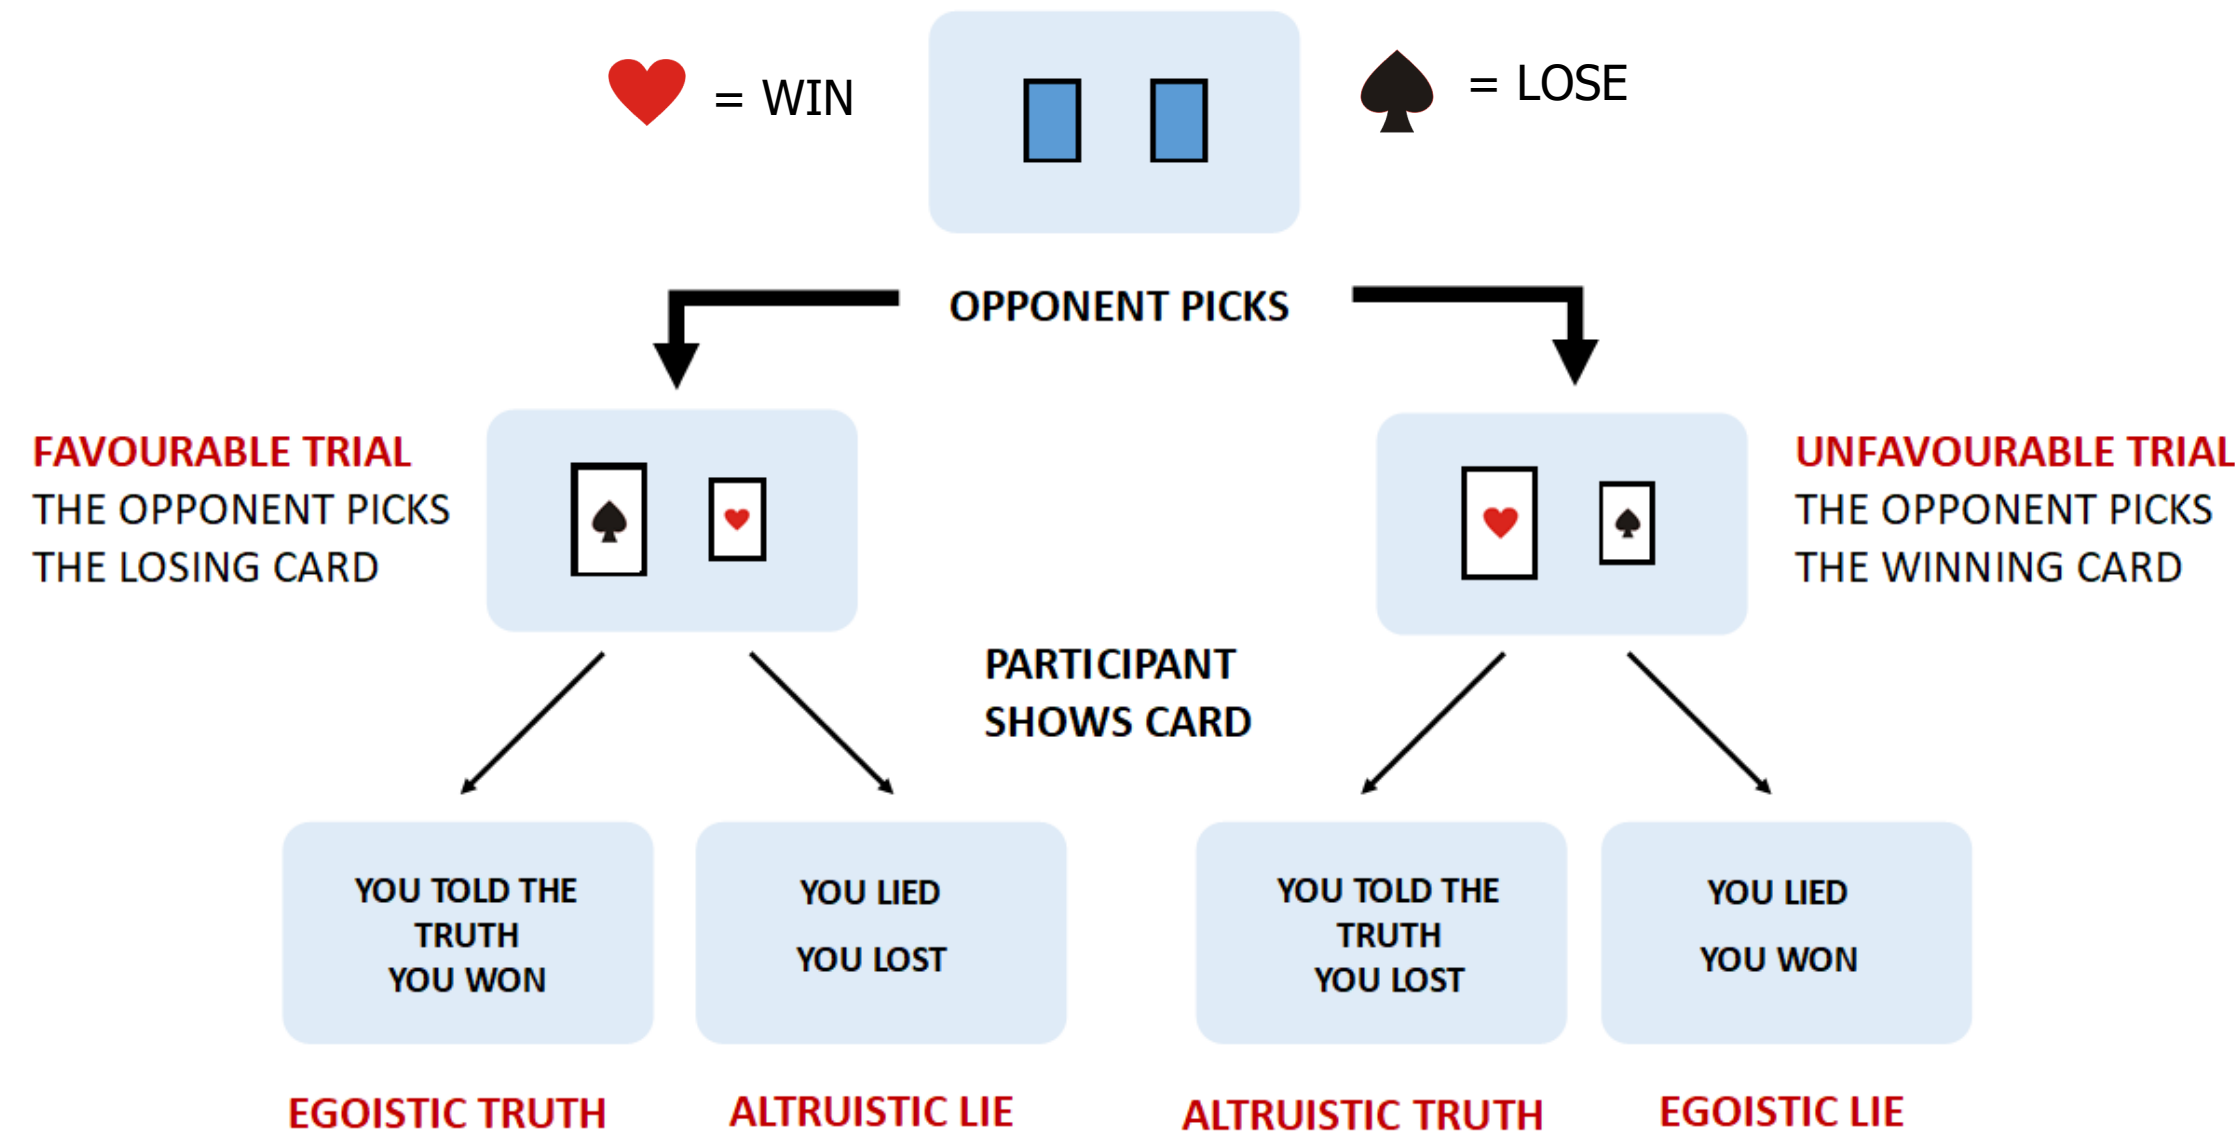 = WIN
= LOSE
OPPONENT PICKS
FAVOURABLE TRIAL
THE OPPONENT PICKS
THE LOSING CARD
UNFAVOURABLE TRIAL
THE OPPONENT PICKS
THE WINNING CARD
PARTICIPANT
SHOWS CARD
YOU TOLD THE
TRUTH
YOU WON
YOU LIED
YOU LOST
YOU TOLD THE
TRUTH
YOU LOST
YOU LIED
YOU WON
EGOISTIC TRUTH
ALTRUISTIC LIE
ALTRUISTIC TRUTH
EGOISTIC LIE